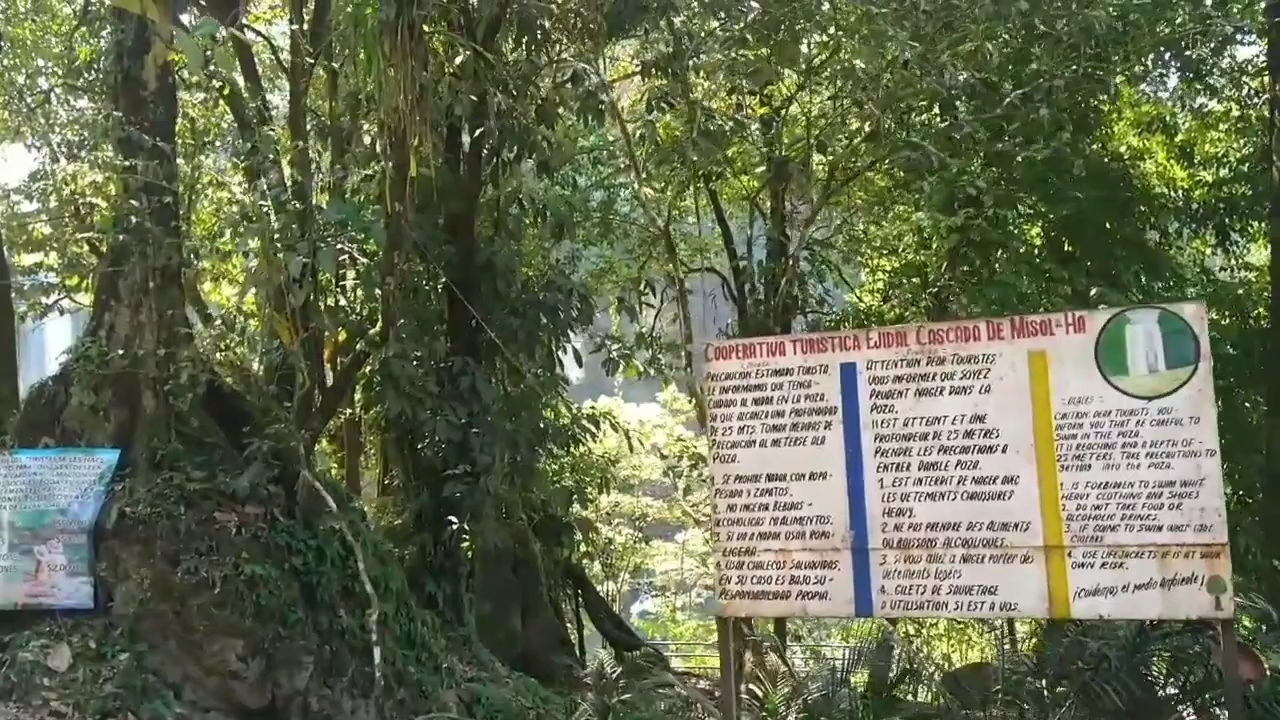 COOPERATIVA TURISTICA EJIDAL CASCADA DE MISOL-HA
PRECAUCION: ESTIMADO TURISTA,
LE INFORMAMOS QUE TENGA-
CUIDADO AL NADAR EN LA POZA.
YA QUE ALCANZA UNA PROFUNDIDAD
DE 25 MTS. TOMAR MEDIDAS DE
PRECAUCION AL METERSE ALA
POZA.
1. SE PROHIBE NADAR CON ROPA-
PESADA Y ZAPATOS.
2. NO INGERIR BEBIDAS-
ALCOHOLICAS NI ALIMENTOS.
3. SI VA A NADAR USAR ROPA-
LIGERA.
4. USAR CHALECOS SALVAVIDAS,
EN SU CASO ES BAJO SU-
RESPONSABILIDAD PROPIA.
ATTENTION: DEAR TOURISTES
VOUS INFORMER QUE SOYEZ
PRUDENT NAGER DANS LA
POZA.
IL EST ATTEINT ET UNE
PROFONDEUR DE 25 METRES
PRENDRE LES PRECAUTIONS A
ENTRER DANSLE POZA.
1. EST INTERDIT DE NAGER AVEC
LES VETEMENTS CHAUSSURES
HEAVY.
2. NE PAS PRENDRE DES ALIMENTS
OU BOISSONS ALCOOLIQUES.
3. SI VOUS ALLEZ A NAGER PORTER des
Vetements legers
4. GILETS DE SAUVETAGE
D'UTILISATION, SI EST A VOS.
CAUTION: DEAR TOURISTS, YOU-
INFORM YOU THAT BE CAREFUL TO
SWIM IN THE POZA.
IT IS REACHING AND A DEPTH OF-
25 METERS. TAKE PRECAUTIONS TO
getting into the POZA.
1. IS FORBIDDEN TO SWIM WHIT
HEAVY CLOTHING AND SHOES
2. DO NOT TAKE FOOD OR
ALCOHOLIC DRINKS.
3. IF GOING TO SWIM WEAR light
Clothes
4. USE LIFEJACKETS IF IS AT YOUR
OWN RISK.
¡Cuidemos el medio Ambiente!